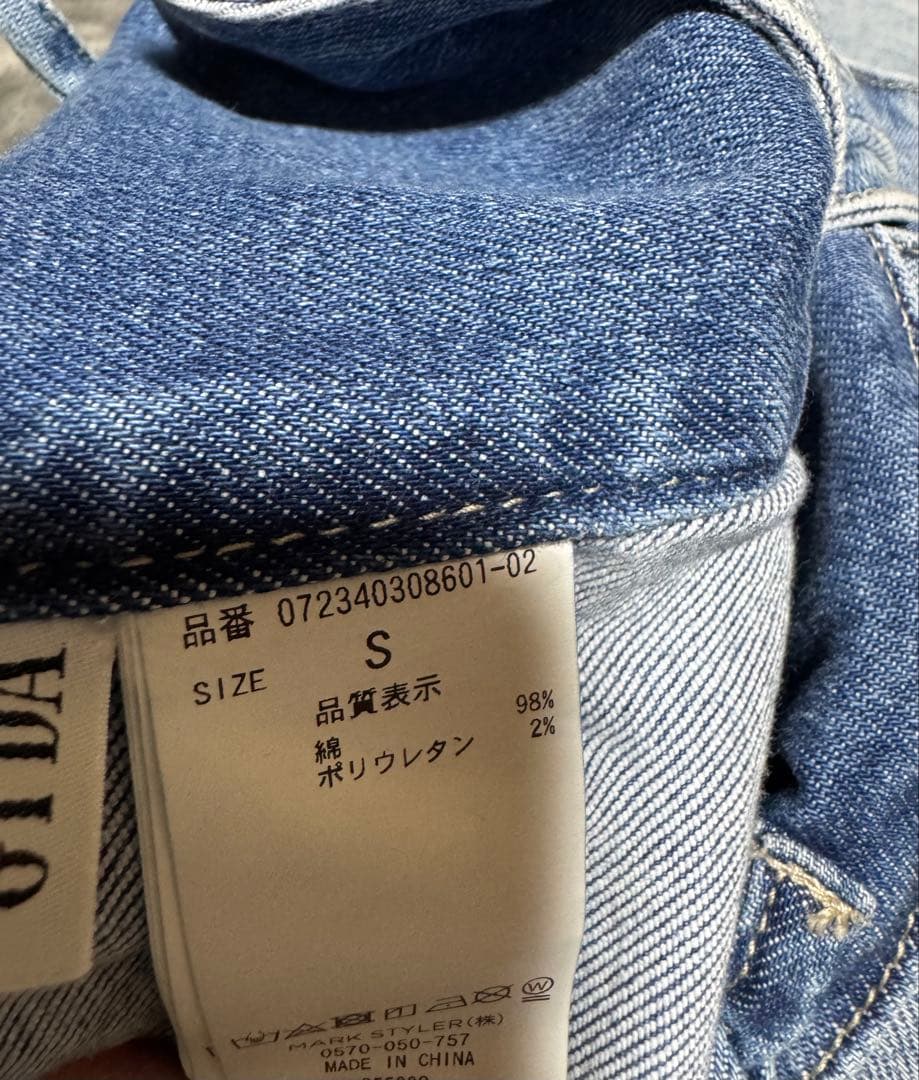 品番 072340308601-02
SIZE S
品質表示
綿 98%
ポリウレタン 2%
W
MARK STYLER(株)
0570-050-757
MADE IN CHINA
DA